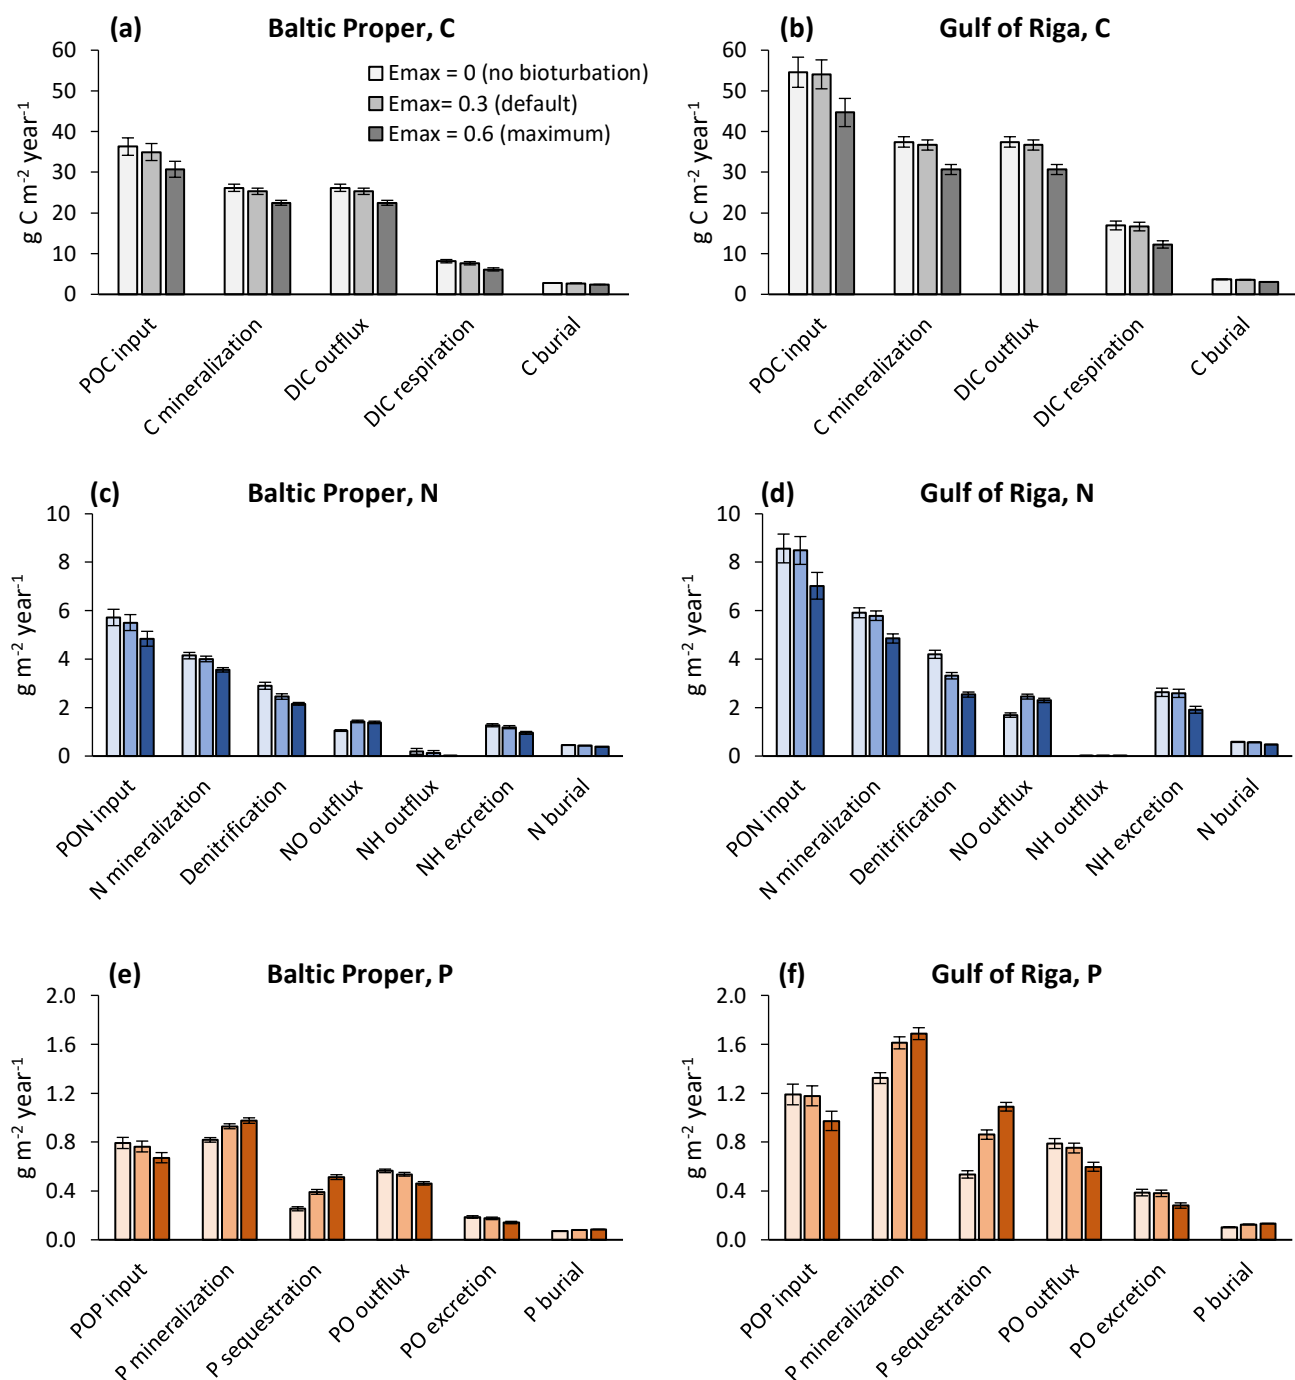 (a) Baltic Proper, C
60
50
40
30
20
10
0
g C m⁻² year⁻¹
Emax = 0 (no bioturbation)
Emax= 0.3 (default)
Emax = 0.6 (maximum)
POC input
C mineralization
DIC outflux
DIC respiration
C burial
(b) Gulf of Riga, C
60
50
40
30
20
10
0
g C m⁻² year⁻¹
POC input
C mineralization
DIC outflux
DIC respiration
C burial
(c) Baltic Proper, N
10
8
6
4
2
0
g m⁻² year⁻¹
PON input
N mineralization
Denitrification
NO outflux
NH outflux
NH excretion
N burial
(d) Gulf of Riga, N
10
8
6
4
2
0
g m⁻² year⁻¹
PON input
N mineralization
Denitrification
NO outflux
NH outflux
NH excretion
N burial
(e) Baltic Proper, P
2.0
1.6
1.2
0.8
0.4
0.0
g m⁻² year⁻¹
POP input
P mineralization
P sequestration
PO outflux
PO excretion
P burial
(f) Gulf of Riga, P
2.0
1.6
1.2
0.8
0.4
0.0
g m⁻² year⁻¹
POP input
P mineralization
P sequestration
PO outflux
PO excretion
P burial